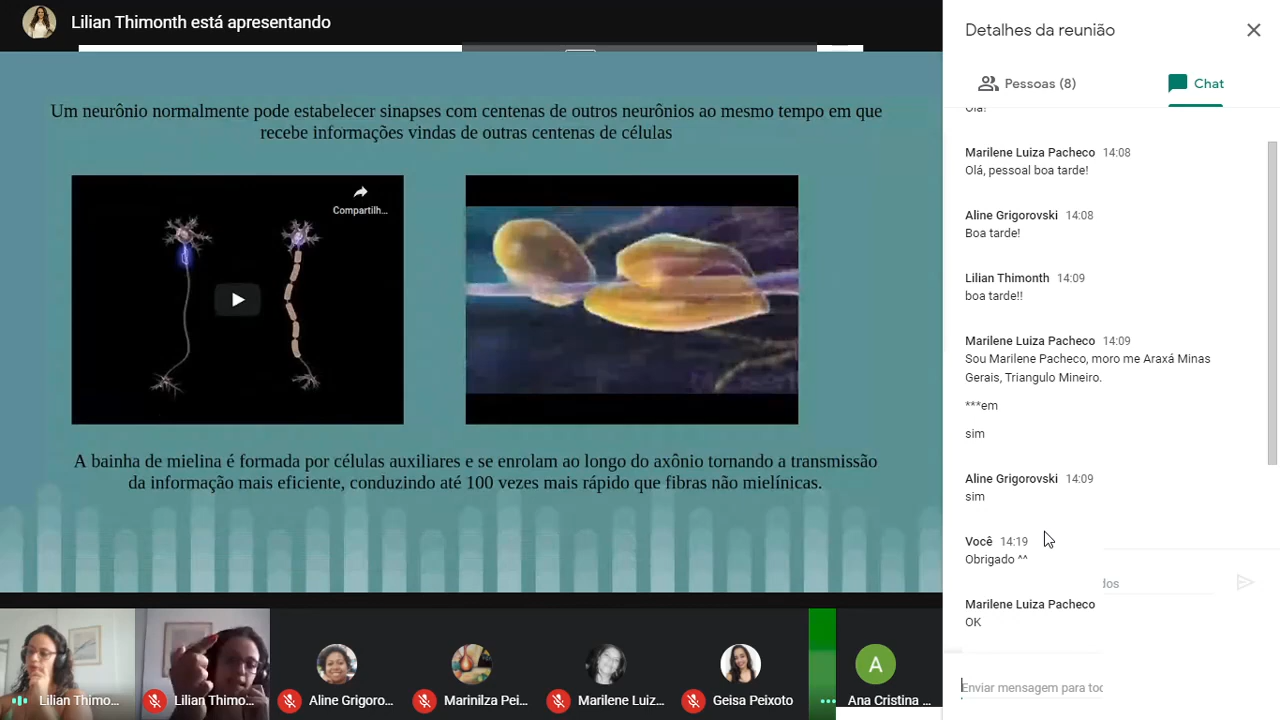 Lilian Thimonth está apresentando
Um neurônio normalmente pode estabelecer sinapses com centenas de outros neurônios ao mesmo tempo em que
recebe informações vindas de outras centenas de células
Compartilh...
A bainha de mielina é formada por células auxiliares e se enrolam ao longo do axônio tornando a transmissão
da informação mais eficiente, conduzindo até 100 vezes mais rápido que fibras não mielínicas.
Lilian Thimo...
Lilian Thimo...
Aline Grigoro...
Marinilza Pei...
Marilene Luiz...
Geisa Peixoto
A
Ana Cristina ...
Detalhes da reunião
Pessoas (8)
Chat
Olá!
Marilene Luiza Pacheco 14:08
Olá, pessoal boa tarde!
Aline Grigorovski 14:08
Boa tarde!
Lilian Thimonth 14:09
boa tarde!!
Marilene Luiza Pacheco 14:09
Sou Marilene Pacheco, moro me Araxá Minas
Gerais, Triangulo Mineiro.
***em
sim
Aline Grigorovski 14:09
sim
Você 14:19
Obrigado ^^
dos
Marilene Luiza Pacheco
OK
Enviar mensagem para toc